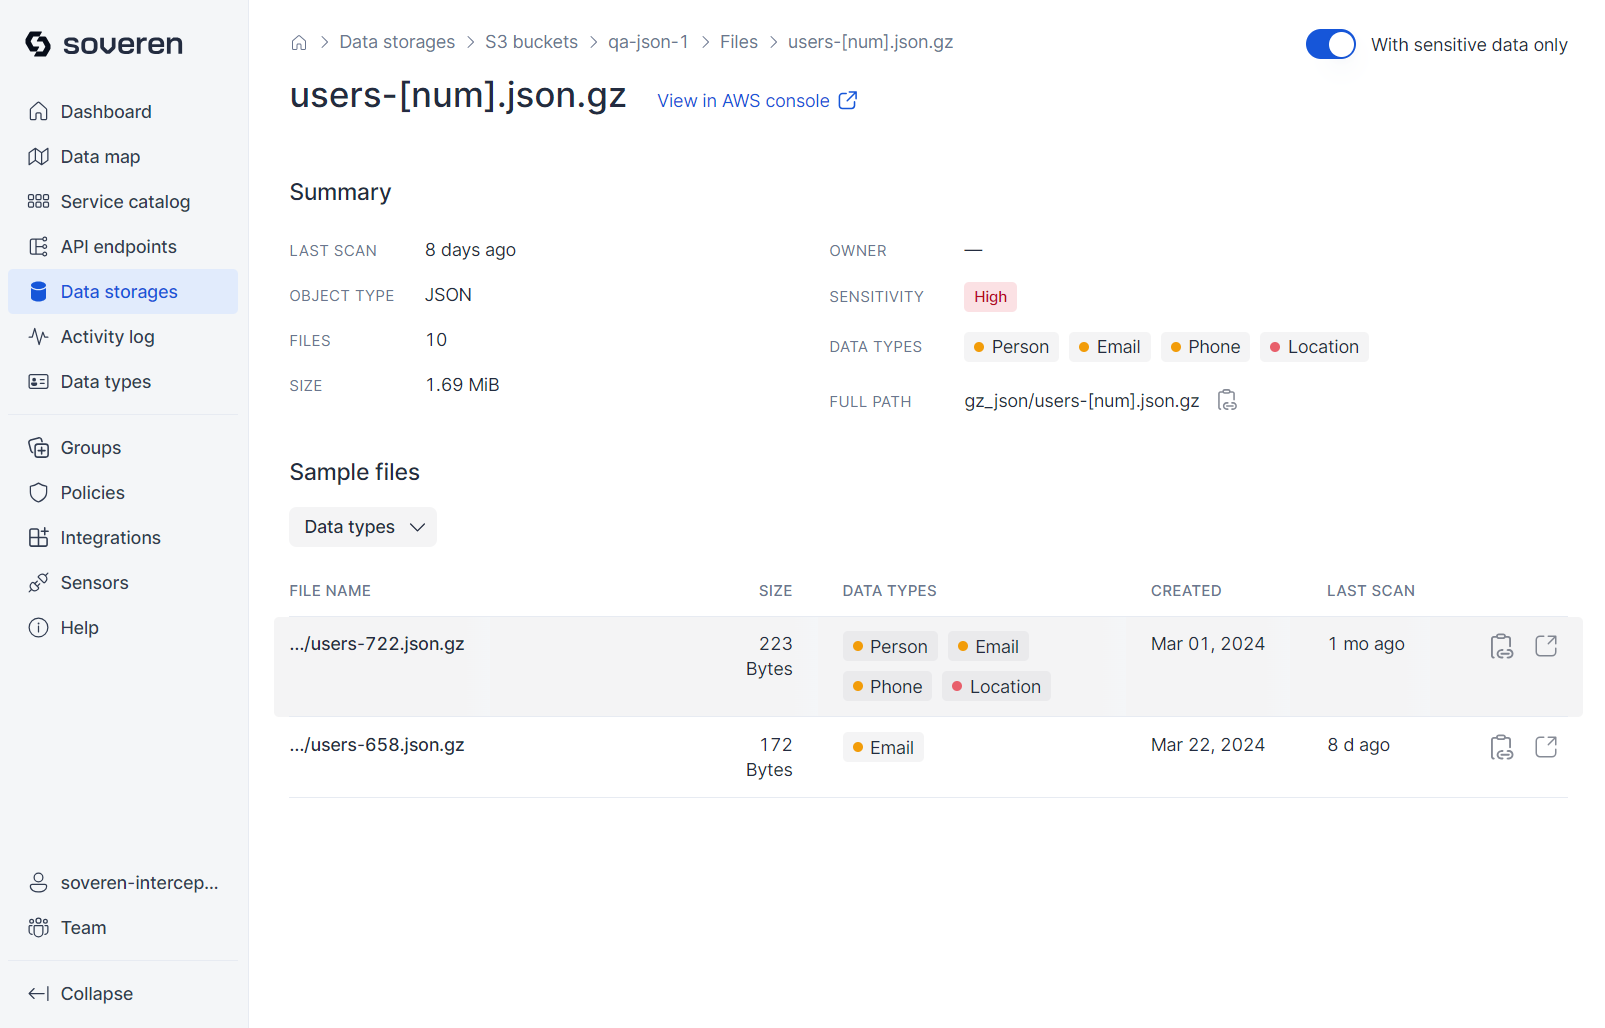 soveren
Dashboard
Data map
Service catalog
API endpoints
Data storages
Activity log
Data types
Groups
Policies
Integrations
Sensors
Help
soveren-intercep...
Team
Collapse
Data storages S3 buckets qa-json-1 Files users-[num].json.gz
With sensitive data only
users-[num].json.gz View in AWS console
Summary
LAST SCAN 8 days ago
OBJECT TYPE JSON
FILES 10
SIZE 1.69 MiB
OWNER —
SENSITIVITY High
DATA TYPES Person Email Phone Location
FULL PATH gz_json/users-[num].json.gz
Sample files
Data types
FILE NAME SIZE DATA TYPES CREATED LAST SCAN
.../users-722.json.gz 223 Person Email Mar 01, 2024 1 mo ago
Bytes Phone Location
.../users-658.json.gz 172 Email Mar 22, 2024 8 d ago
Bytes